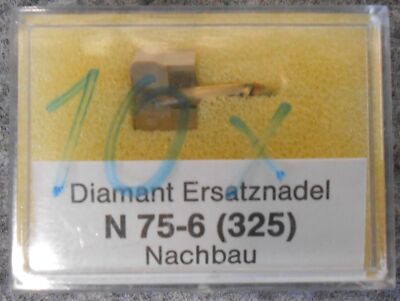 10x
Diamant Ersatznadel
N 75-6 (325)
Nachbau